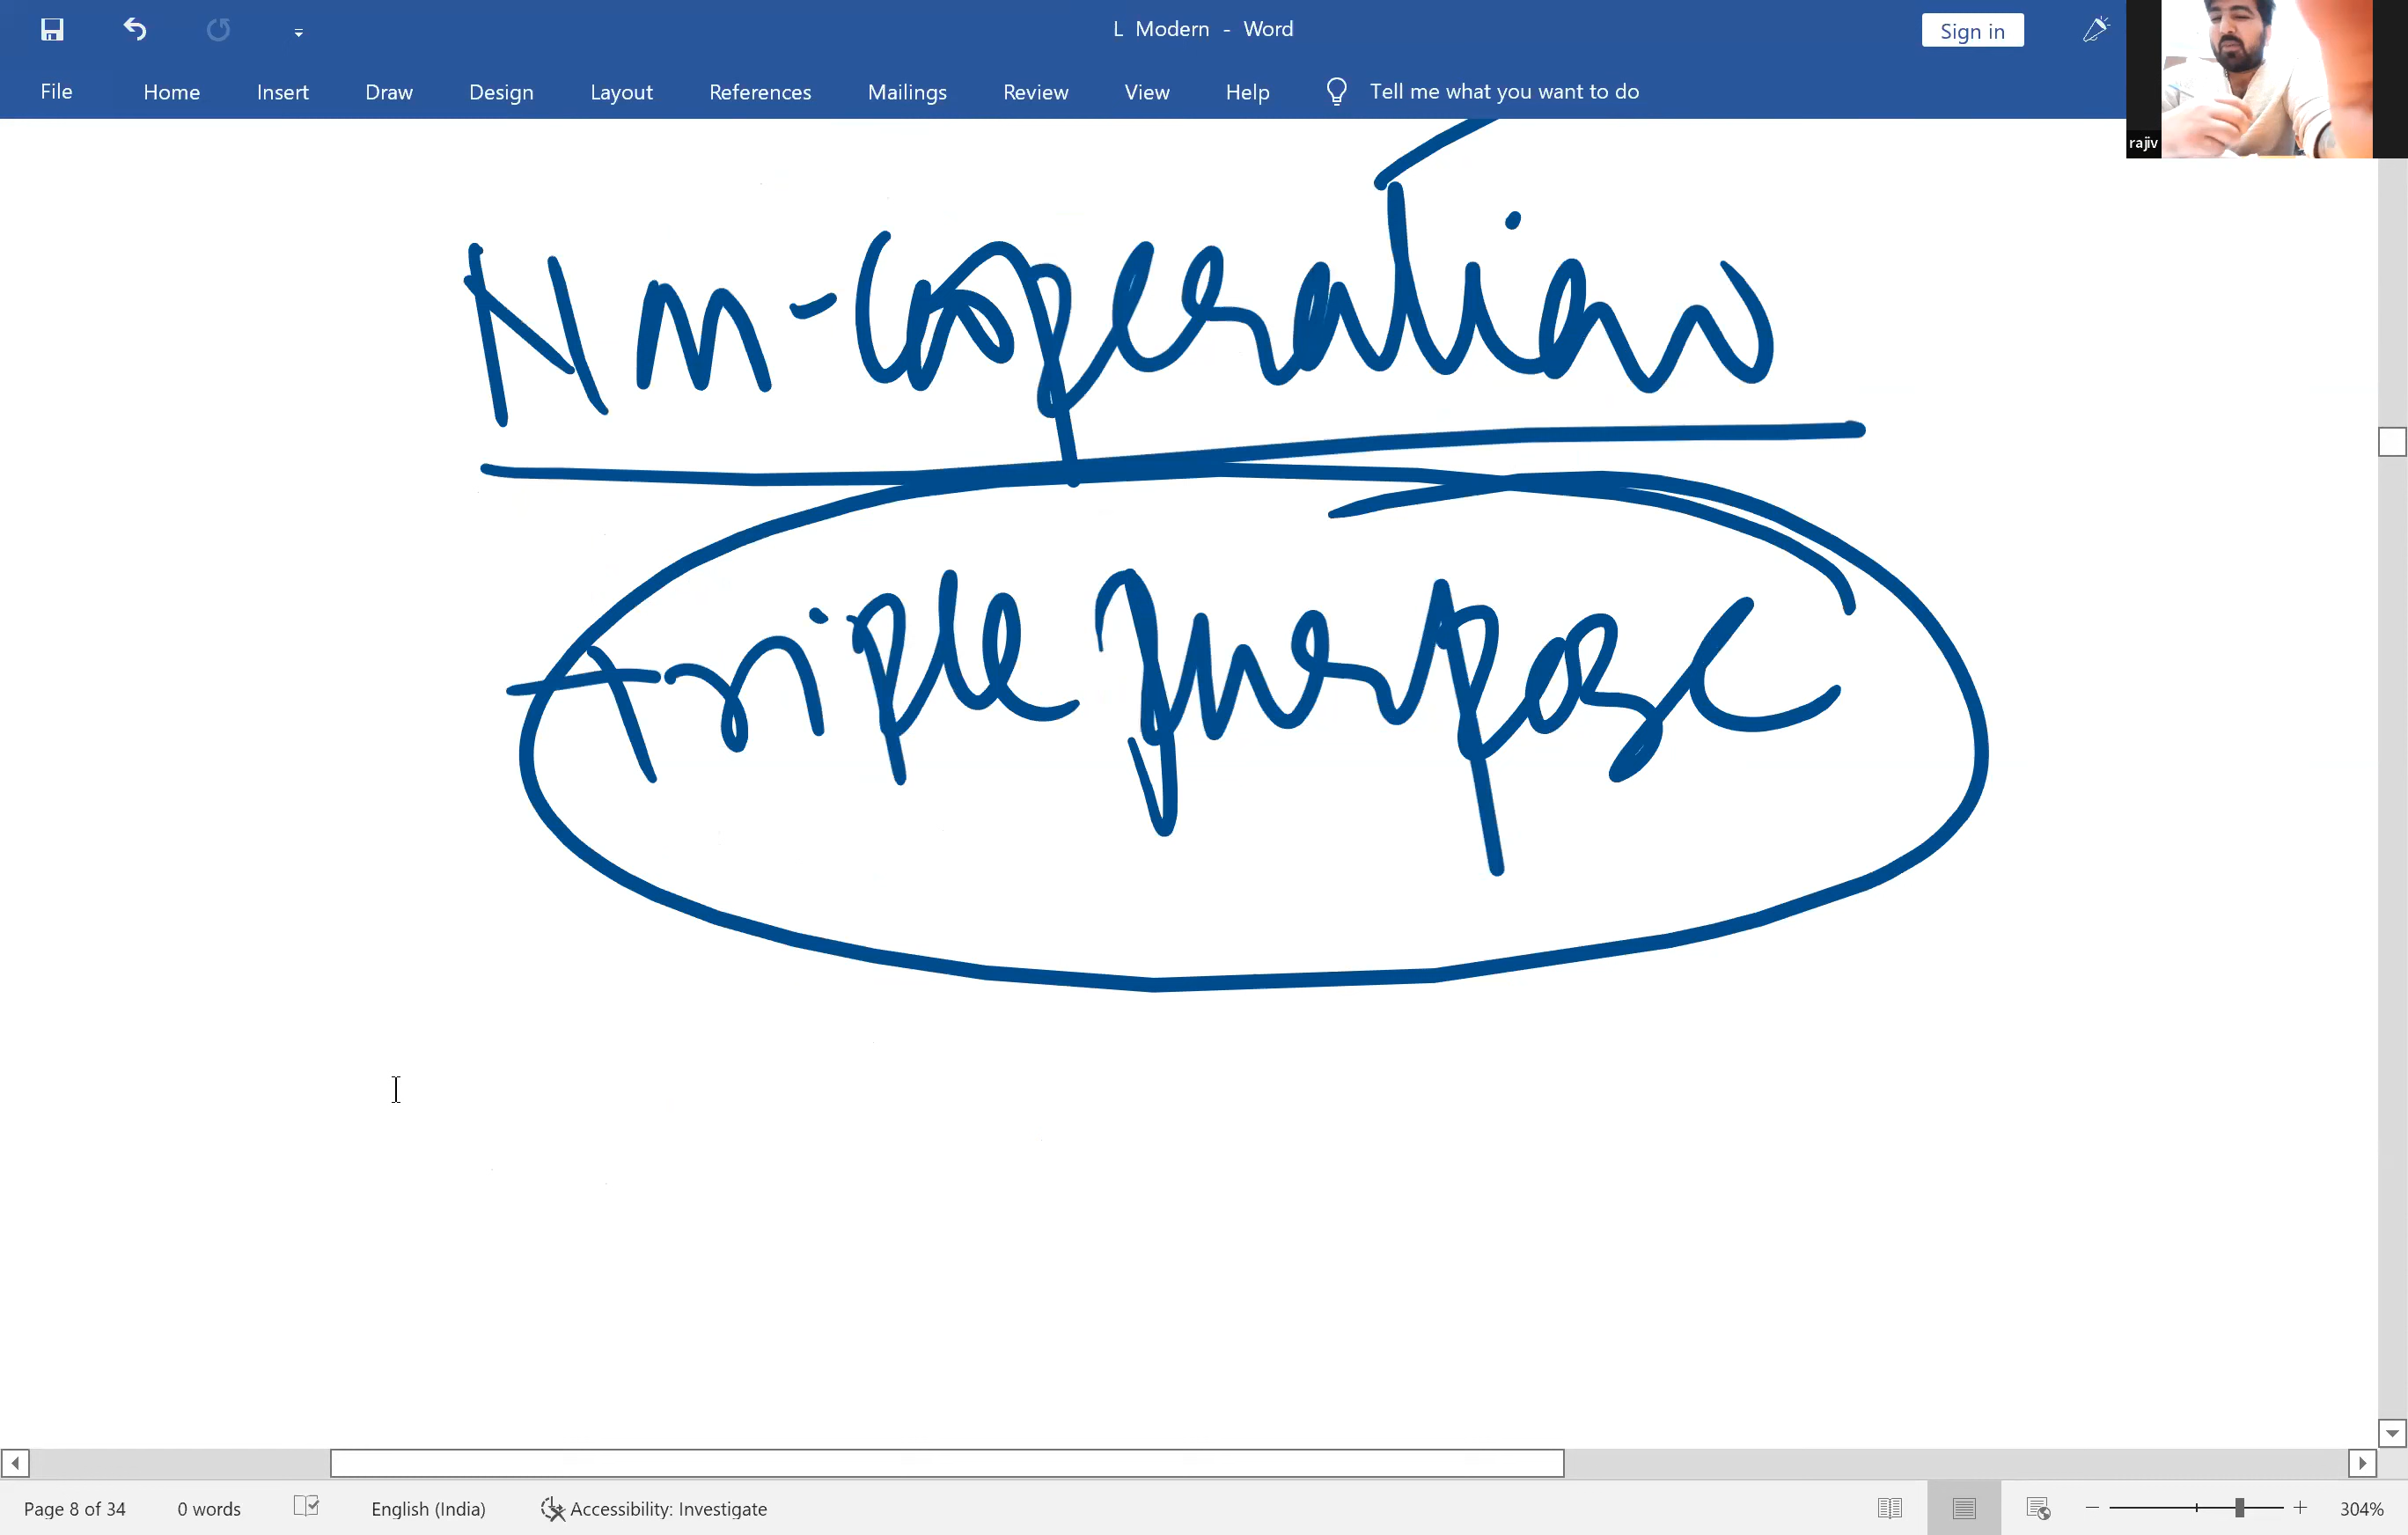 L Modern - Word
Sign in
File Home Insert Draw Design Layout References Mailings Review View Help Tell me what you want to do
rajiv
Non-Cooperation
triple purpose
Page 8 of 34 0 words English (India) Accessibility: Investigate 304%